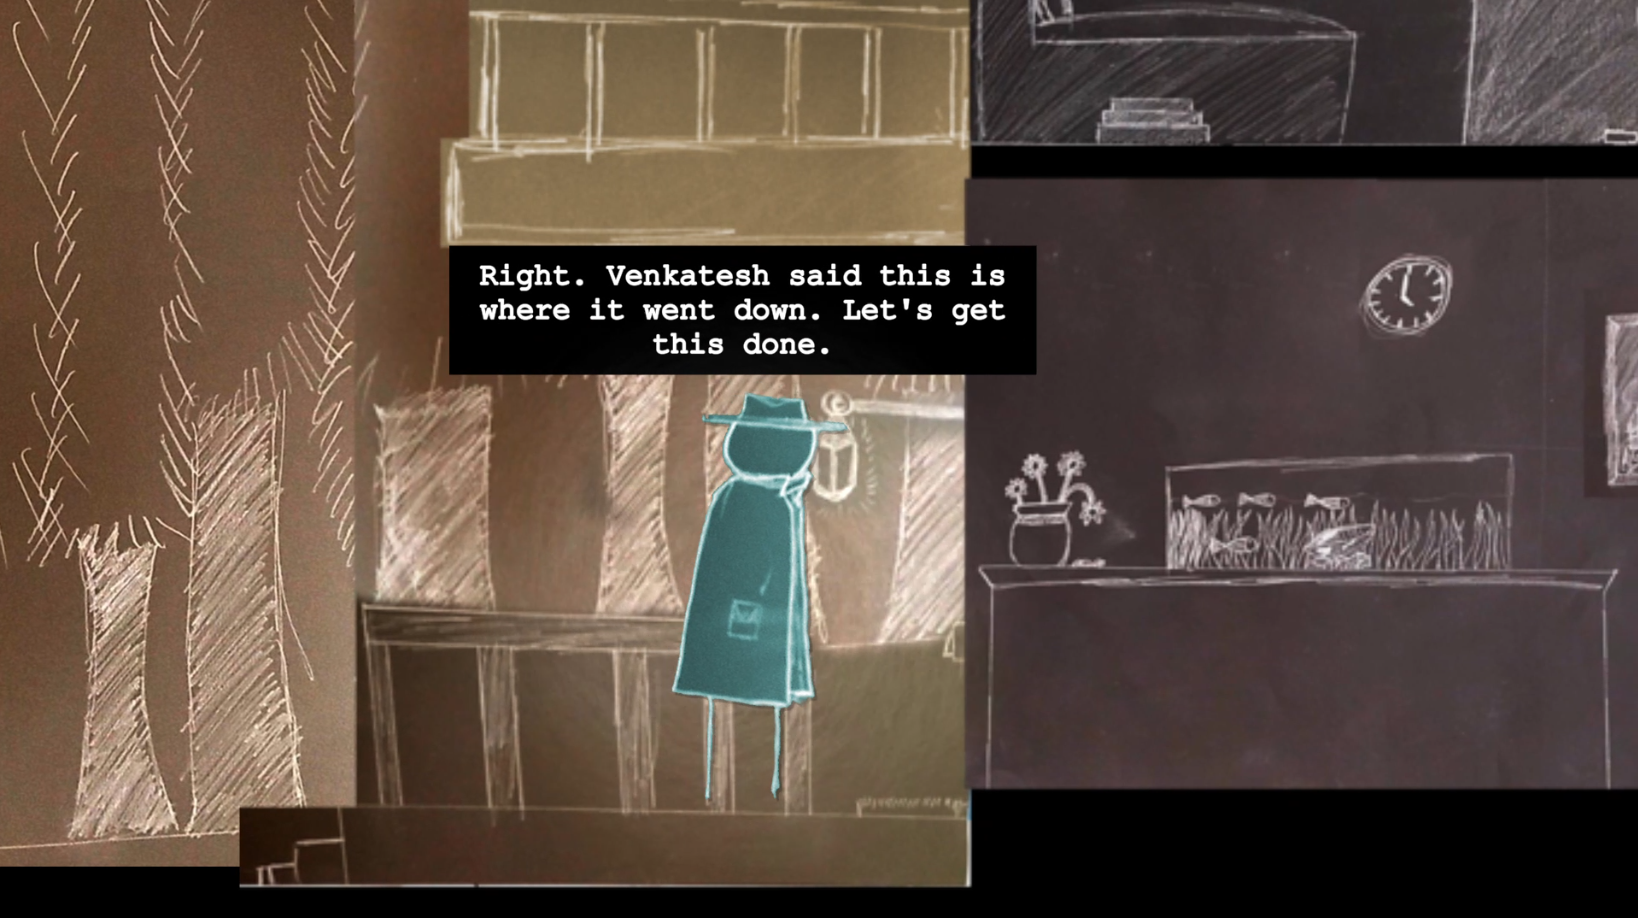 Right. Venkatesh said this is
where it went down. Let's get
this done.